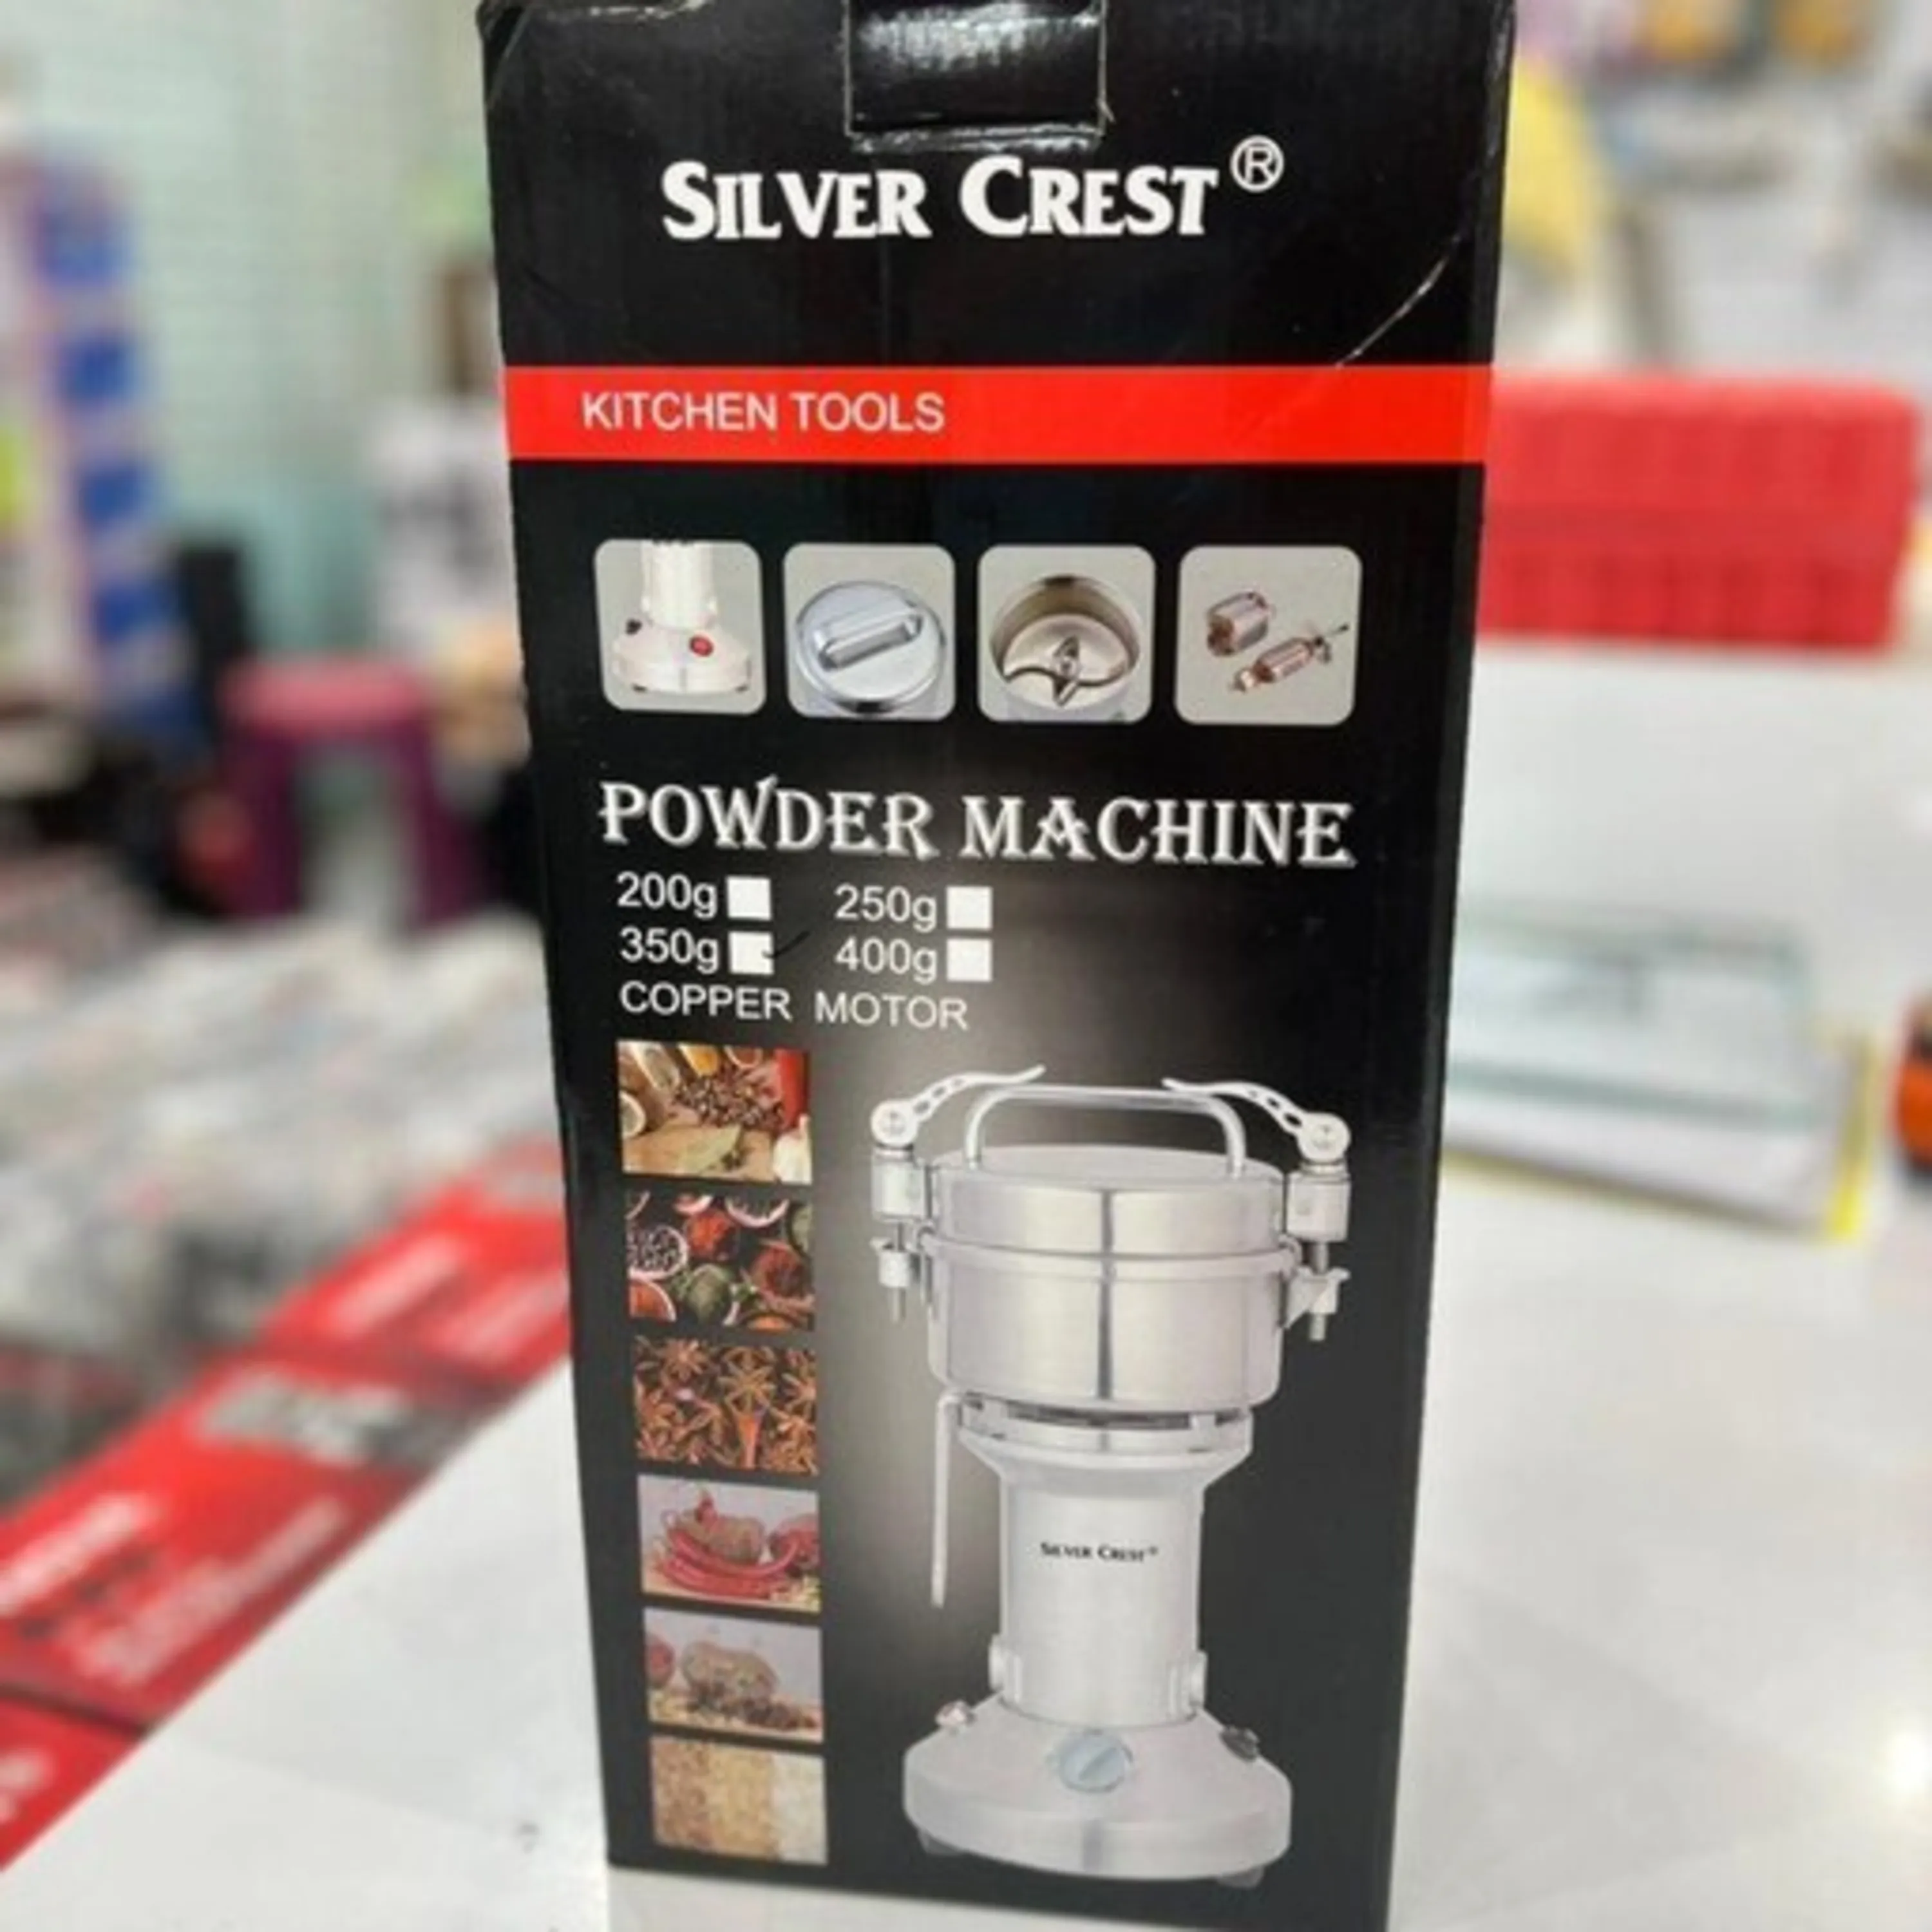 SILVER CREST®
KITCHEN TOOLS
POWDER MACHINE
200g 250g
350g 400g
COPPER MOTOR
SILVER CREST®